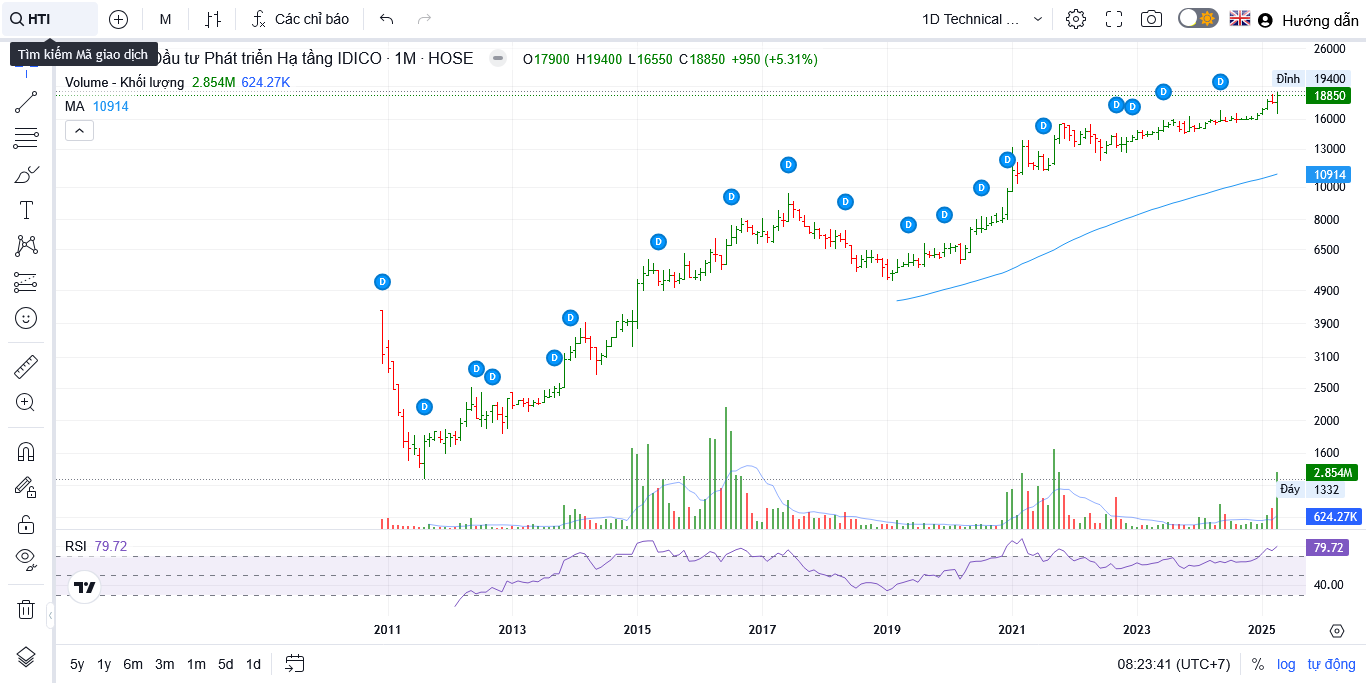 HTI
M
Các chỉ báo
1D Technical ...
Hướng dẫn
Tìm kiếm Mã giao dịch
Đầu tư Phát triển Hạ tầng IDICO · 1M · HOSE
O17900 H19400 L16550 C18850 +950 (+5.31%)
Volume - Khối lượng 2.854M 624.27K
MA 10914
26000
Đỉnh 19400
18850
16000
13000
10914
10000
8000
6500
4900
3900
3100
2500
2000
1600
2.854M
Đáy 1332
624.27K
D D D D D D D D D D D D D D D D D D D
RSI 79.72
79.72
40.00
2011 2013 2015 2017 2019 2021 2023 2025
5y 1y 6m 3m 1m 5d 1d
08:23:41 (UTC+7) % log tự động